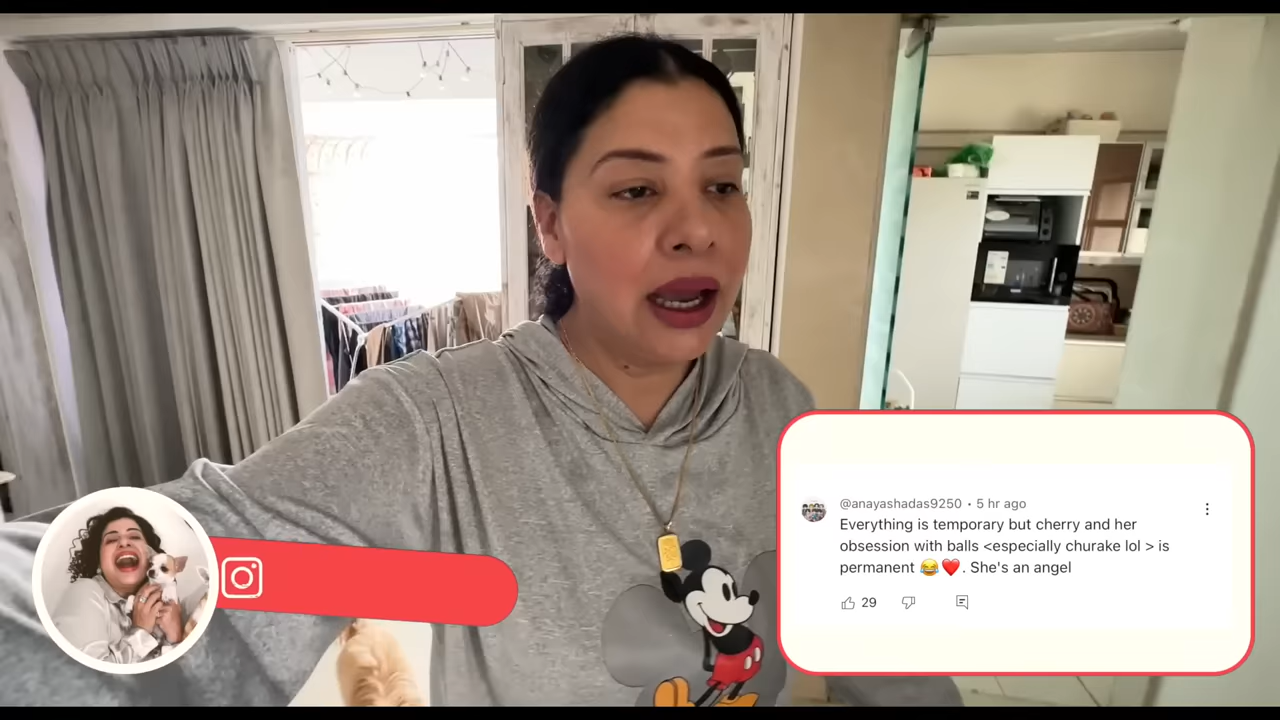 @anayashadas9250 • 5 hr ago
Everything is temporary but cherry and her
obsession with balls <especially churake lol > is
permanent 😂❤️. She's an angel
29